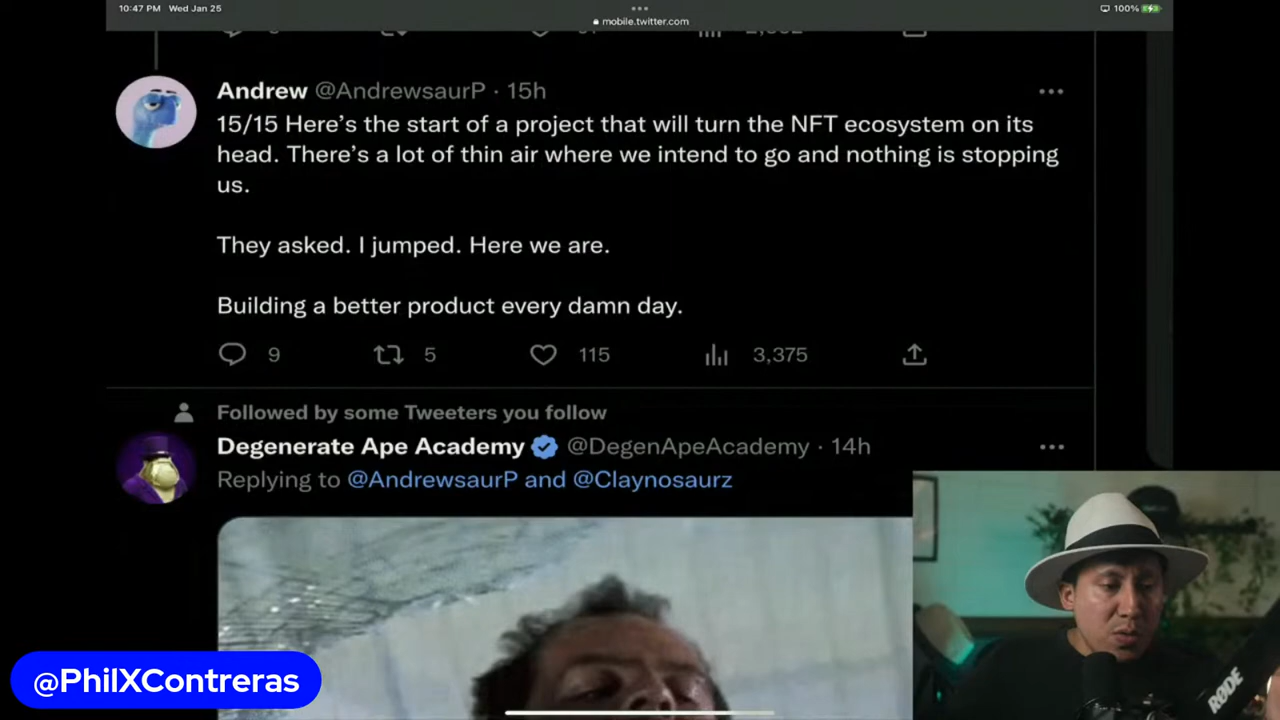 10:47 PM Wed Jan 25
mobile.twitter.com
100%
Andrew @AndrewsaurP · 15h
15/15 Here's the start of a project that will turn the NFT ecosystem on its
head. There's a lot of thin air where we intend to go and nothing is stopping
us.
They asked. I jumped. Here we are.
Building a better product every damn day.
9 5 115 3,375
Followed by some Tweeters you follow
Degenerate Ape Academy @DegenApeAcademy · 14h
Replying to @AndrewsaurP and @Claynosaurz
@PhilXContreras
RØDE